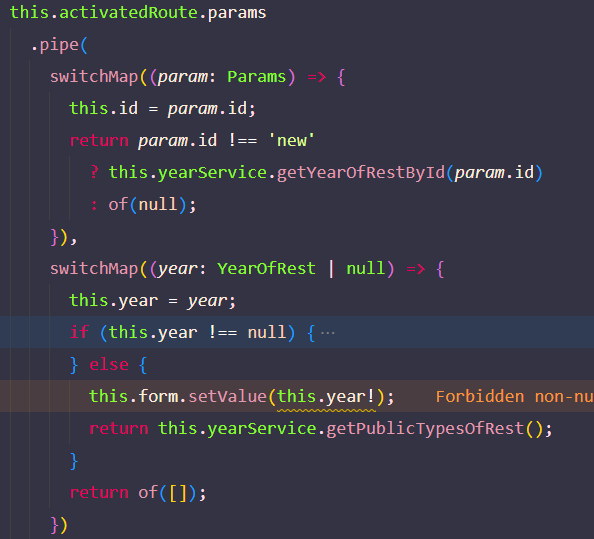 this.activatedRoute.params
  .pipe(
    switchMap((param: Params) => {
      this.id = param.id;
      return param.id !== 'new'
        ? this.yearService.getYearOfRestById(param.id)
        : of(null);
    }),
    switchMap((year: YearOfRest | null) => {
      this.year = year;
      if (this.year !== null) { ···
      } else {
        this.form.setValue(this.year!);    Forbidden non-nu
        return this.yearService.getPublicTypesOfRest();
      }
      return of([]);
    })